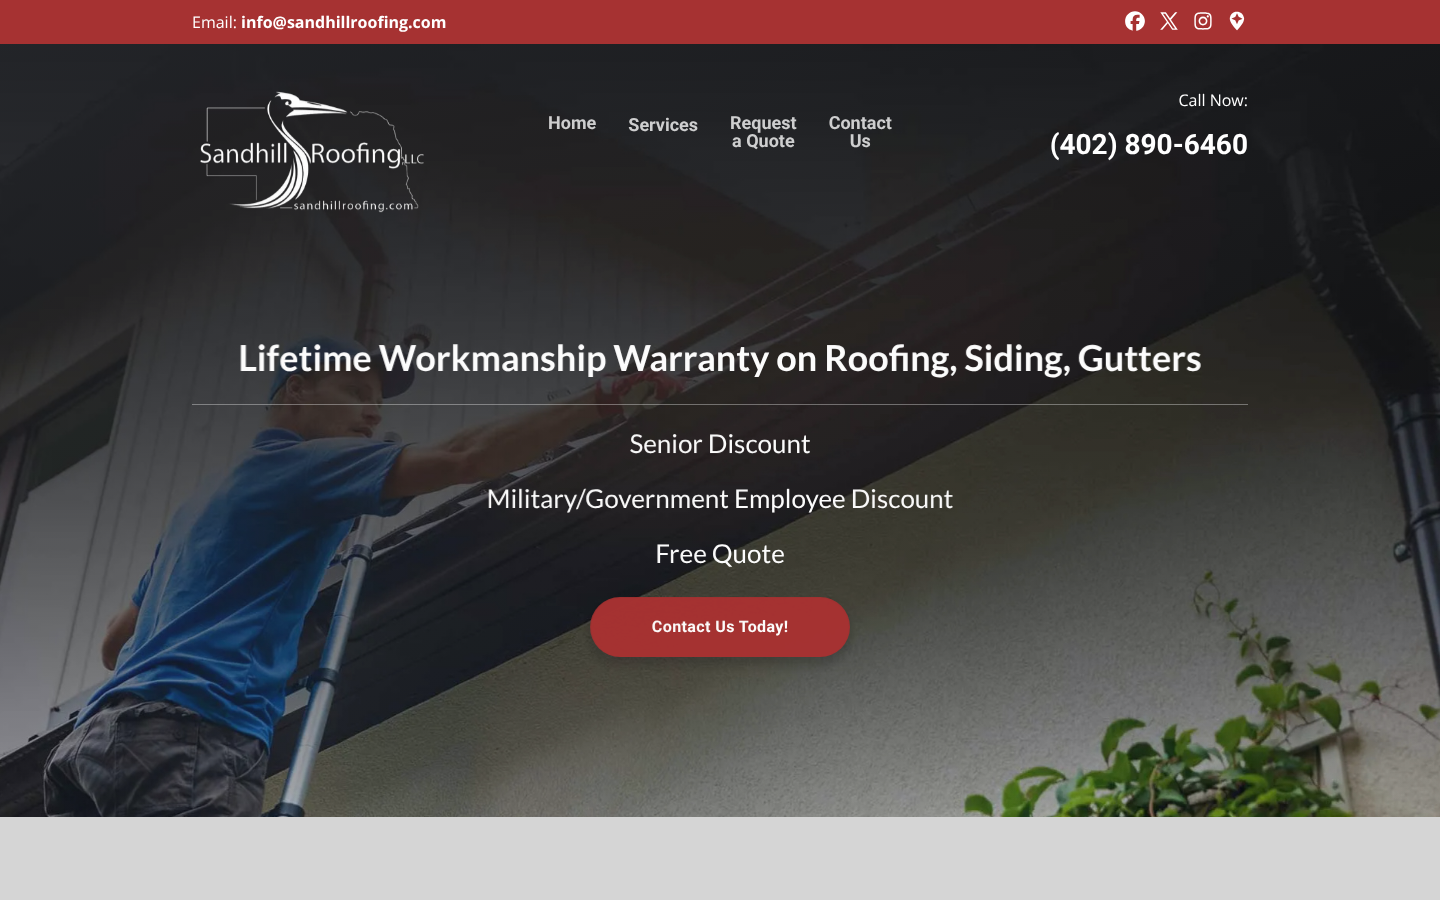 Email: info@sandhillroofing.com
Sandhill Roofing, LLC
sandhillroofing.com
Home
Services
Request
a Quote
Contact
Us
Call Now:
(402) 890-6460
Lifetime Workmanship Warranty on Roofing, Siding, Gutters
Senior Discount
Military/Government Employee Discount
Free Quote
Contact Us Today!